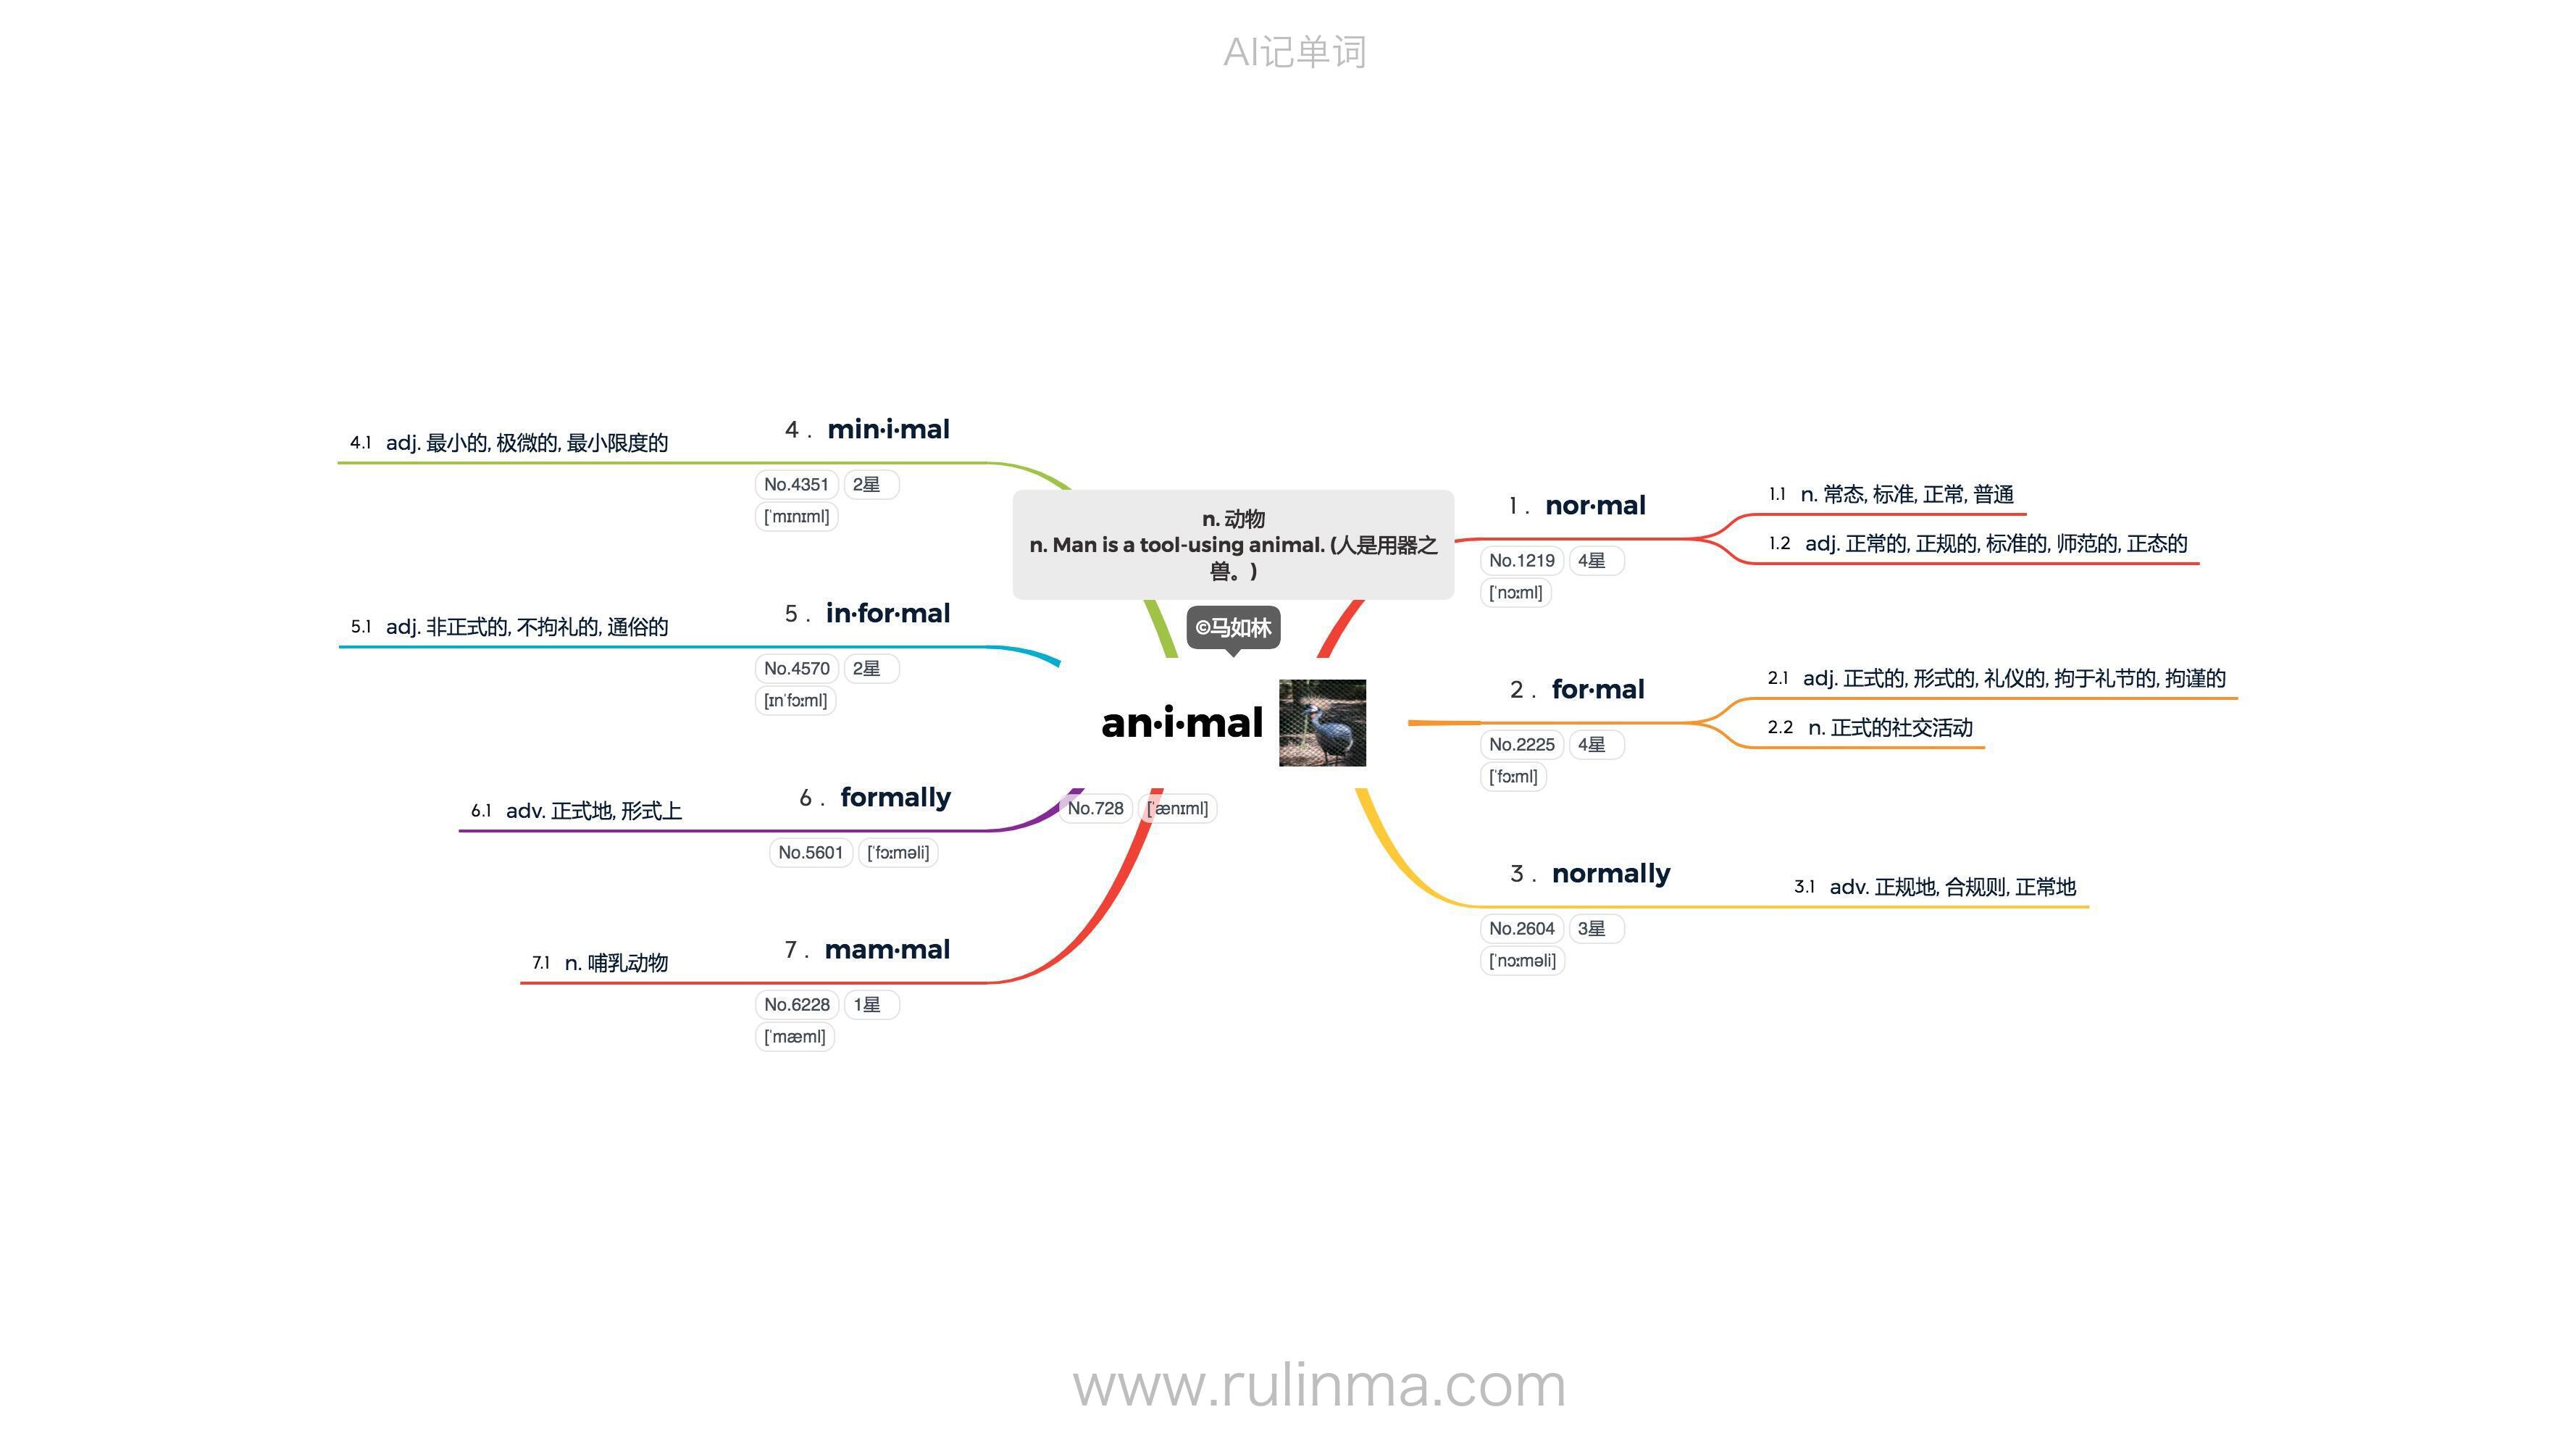 AI记单词
n. 动物
n. Man is a tool-using animal. (人是用器之
兽。)
©马如林
an·i·mal
No.728 [ˈænɪml]
1 . nor·mal
No.1219 4星
[ˈnɔːml]
1.1 n. 常态, 标准, 正常, 普通
1.2 adj. 正常的, 正规的, 标准的, 师范的, 正态的
2 . for·mal
No.2225 4星
[ˈfɔːml]
2.1 adj. 正式的, 形式的, 礼仪的, 拘于礼节的, 拘谨的
2.2 n. 正式的社交活动
3 . normally
No.2604 3星
[ˈnɔːməli]
3.1 adv. 正规地, 合规则, 正常地
4 . min·i·mal
No.4351 2星
[ˈmɪnɪml]
4.1 adj. 最小的, 极微的, 最小限度的
5 . in·for·mal
No.4570 2星
[ɪnˈfɔːml]
5.1 adj. 非正式的, 不拘礼的, 通俗的
6 . formally
No.5601 [ˈfɔːməli]
6.1 adv. 正式地, 形式上
7 . mam·mal
No.6228 1星
[ˈmæml]
7.1 n. 哺乳动物
www.rulinma.com